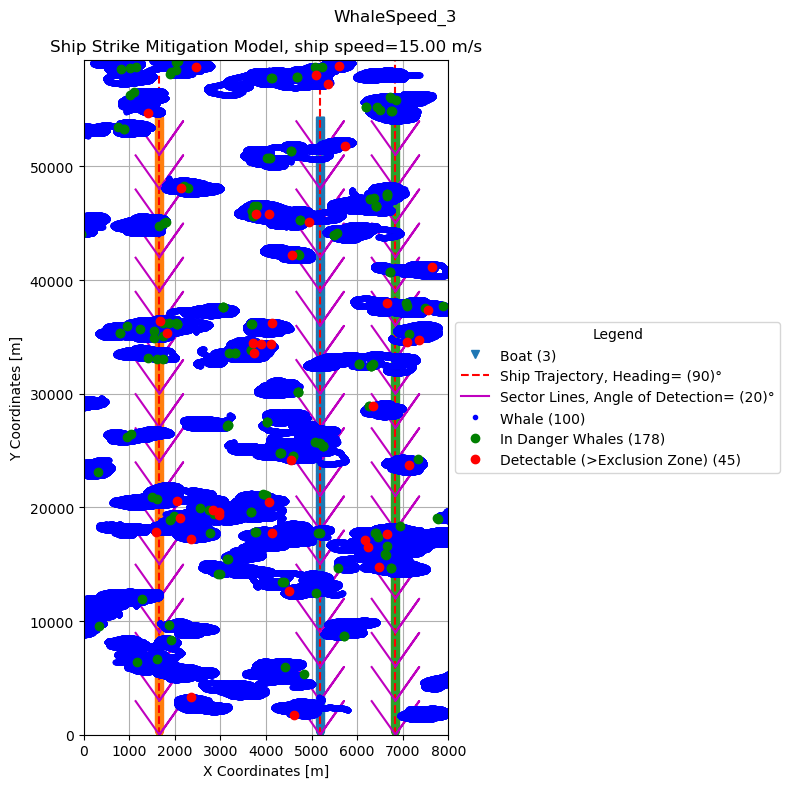 WhaleSpeed_3
Ship Strike Mitigation Model, ship speed=15.00 m/s
50000
40000
30000
20000
10000
0
Y Coordinates [m]
0 1000 2000 3000 4000 5000 6000 7000 8000
X Coordinates [m]
Legend
Boat (3)
Ship Trajectory, Heading= (90)°
Sector Lines, Angle of Detection= (20)°
Whale (100)
In Danger Whales (178)
Detectable (>Exclusion Zone) (45)